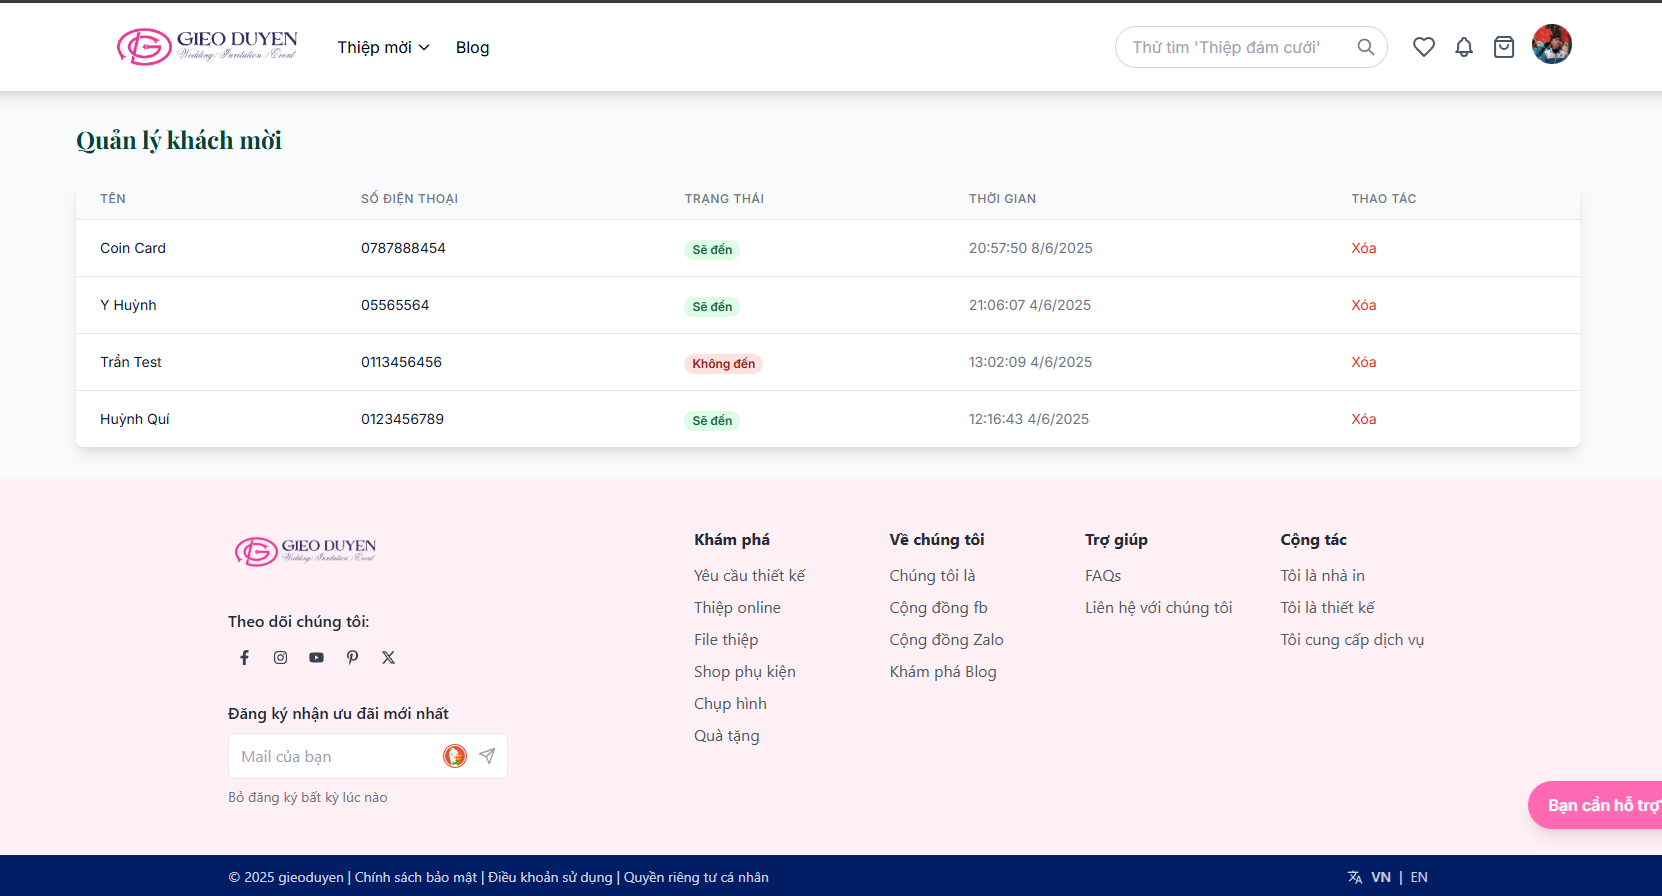 GIEO DUYEN
Wedding/Invitation/Event
Thiệp mời
Blog
Thử tìm 'Thiệp đám cưới'
Quản lý khách mời
TÊN SỐ ĐIỆN THOẠI TRẠNG THÁI THỜI GIAN THAO TÁC
Coin Card 0787888454 Sẽ đến 20:57:50 8/6/2025 Xóa
Y Huỳnh 05565564 Sẽ đến 21:06:07 4/6/2025 Xóa
Trần Test 0113456456 Không đến 13:02:09 4/6/2025 Xóa
Huỳnh Quí 0123456789 Sẽ đến 12:16:43 4/6/2025 Xóa
GIEO DUYEN
Wedding/Invitation/Event
Theo dõi chúng tôi:
Đăng ký nhận ưu đãi mới nhất
Mail của bạn
Bỏ đăng ký bất kỳ lúc nào
Khám phá
Yêu cầu thiết kế
Thiệp online
File thiệp
Shop phụ kiện
Chụp hình
Quà tặng
Về chúng tôi
Chúng tôi là
Cộng đồng fb
Cộng đồng Zalo
Khám phá Blog
Trợ giúp
FAQs
Liên hệ với chúng tôi
Cộng tác
Tôi là nhà in
Tôi là thiết kế
Tôi cung cấp dịch vụ
Bạn cần hỗ trợ?
© 2025 gieoduyen | Chính sách bảo mật | Điều khoản sử dụng | Quyền riêng tư cá nhân
VN | EN